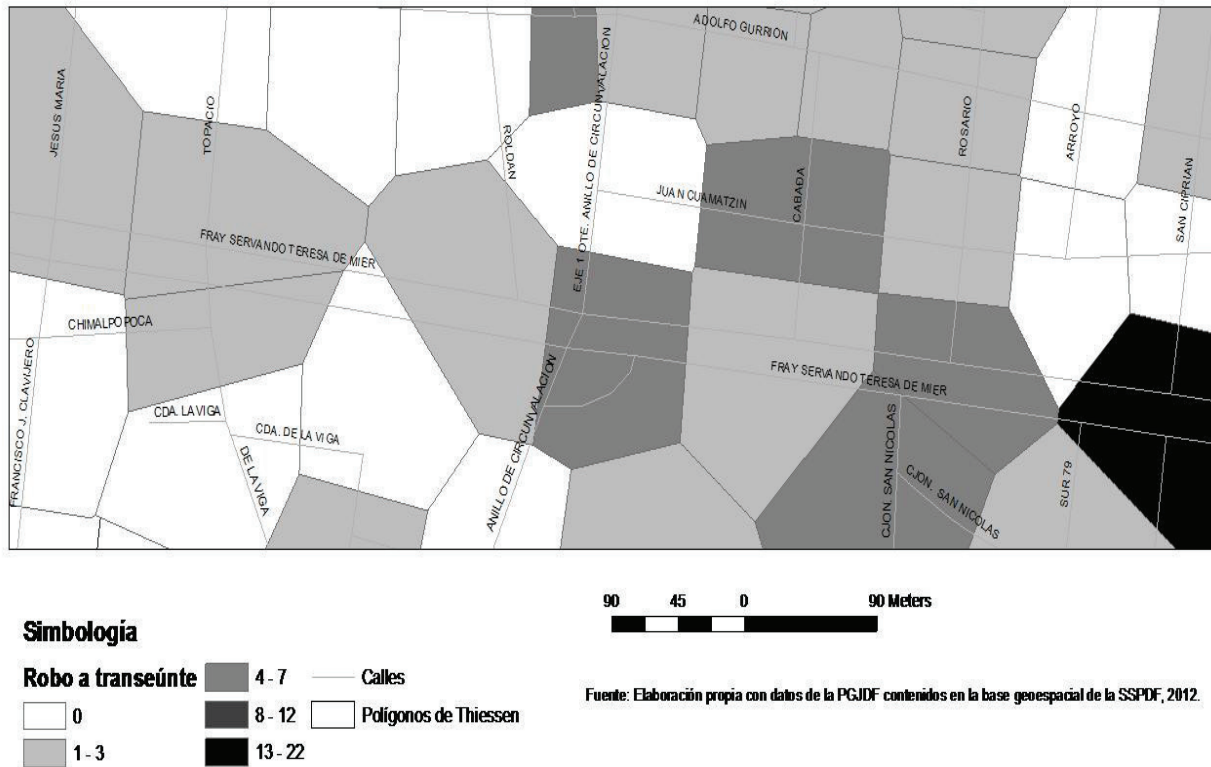 ADOLFO GURRION
JESUS MARIA
TOPACIO
ROLDAN
EJE 1 OTE. ANILLO DE CIRCUNVALACION
ROSARIO
ARROYO
SAN CIPRIAN
JUAN CUAMATZIN
CABADA
FRAY SERVANDO TERESA DE MIER
CHIMALPOPOCA
FRANCISCO J. CLAVIJERO
CDA. LA VIGA
CDA. DE LA VIGA
DE LA VIGA
ANILLO DE CIRCUNVALACION
FRAY SERVANDO TERESA DE MIER
CJON. SAN NICOLAS
CJON. SAN NICOLAS
SUR 79
90 45 0 90 Meters
Simbología
Robo a transeúnte
0
1 - 3
4 - 7
8 - 12
13 - 22
Calles
Polígonos de Thiessen
Fuente: Elaboración propia con datos de la PGJDF contenidos en la base geoespacial de la SSPDF, 2012.